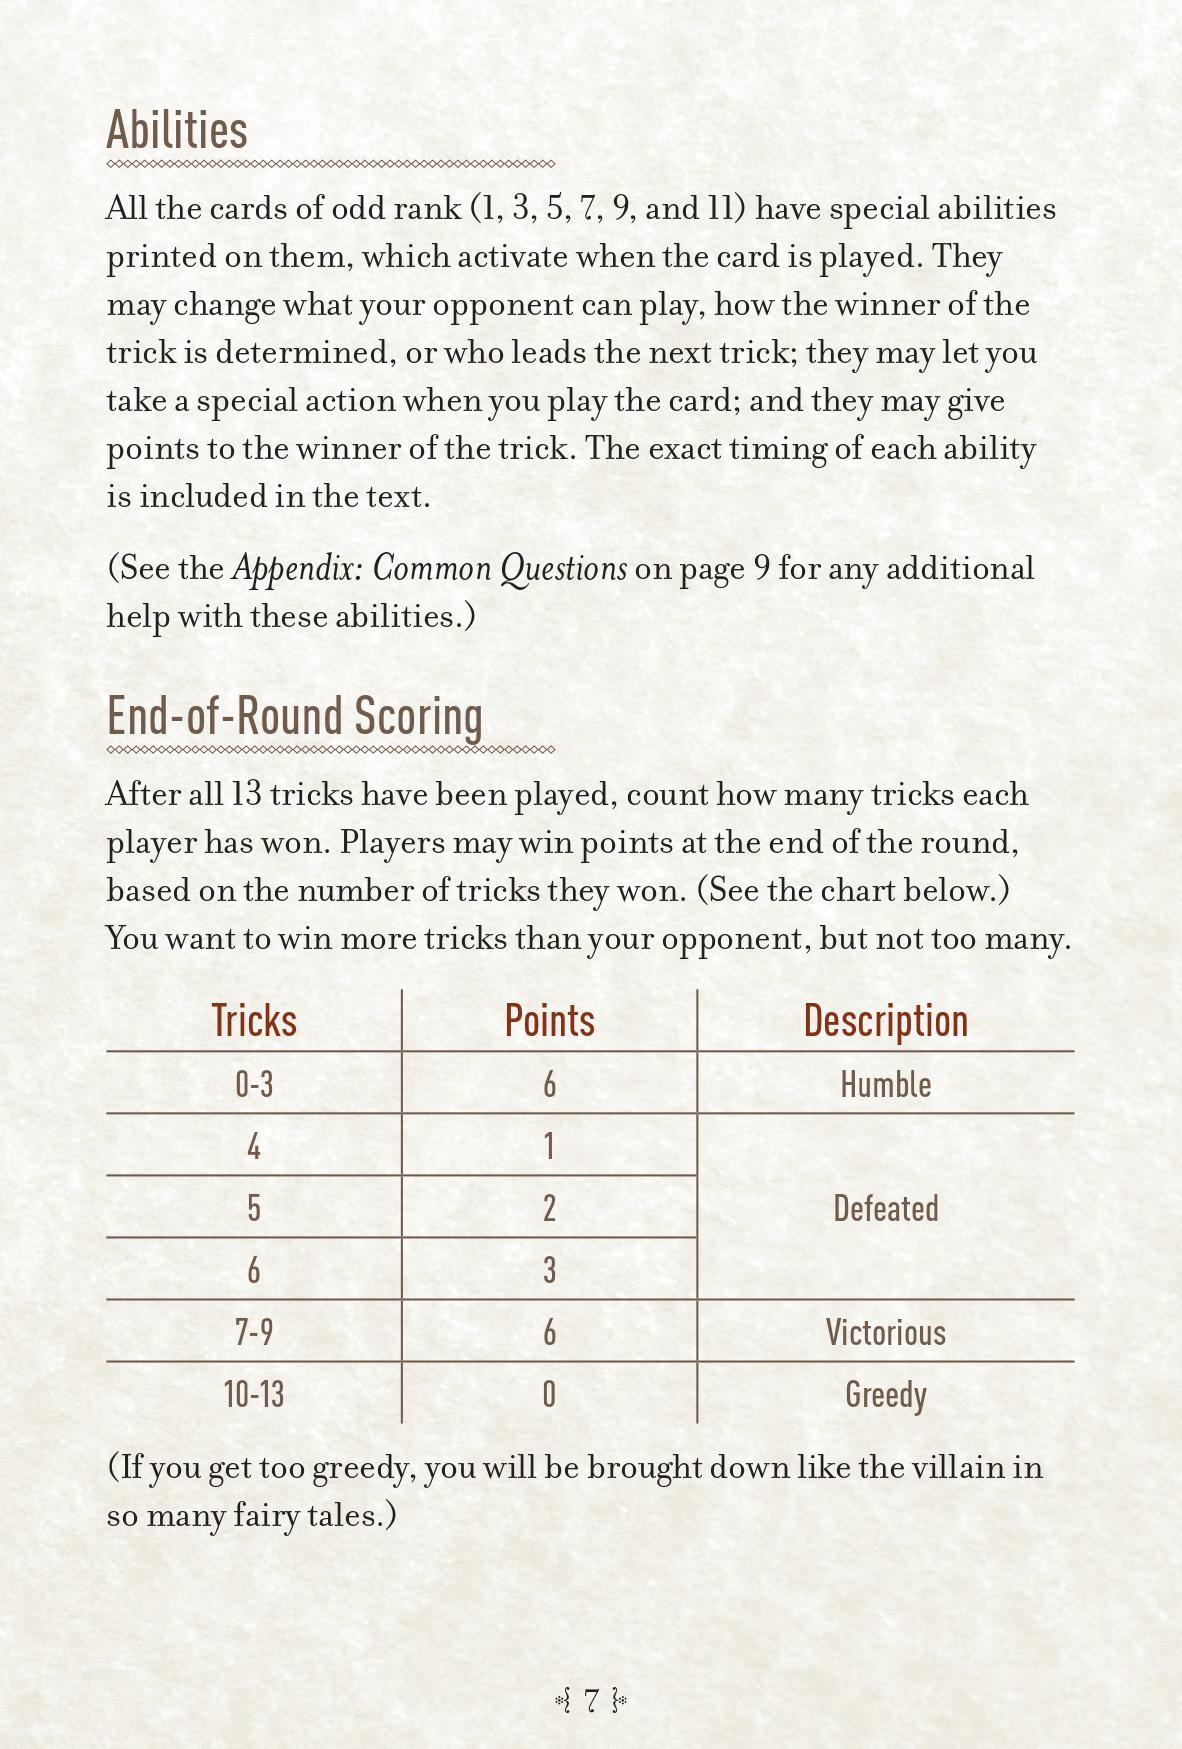 Abilities
All the cards of odd rank (1, 3, 5, 7, 9, and 11) have special abilities
printed on them, which activate when the card is played. They
may change what your opponent can play, how the winner of the
trick is determined, or who leads the next trick; they may let you
take a special action when you play the card; and they may give
points to the winner of the trick. The exact timing of each ability
is included in the text.
(See the Appendix: Common Questions on page 9 for any additional
help with these abilities.)
End-of-Round Scoring
After all 13 tricks have been played, count how many tricks each
player has won. Players may win points at the end of the round,
based on the number of tricks they won. (See the chart below.)
You want to win more tricks than your opponent, but not too many.
Tricks Points Description
0-3 6 Humble
4 1
5 2 Defeated
6 3
7-9 6 Victorious
10-13 0 Greedy
(If you get too greedy, you will be brought down like the villain in
so many fairy tales.)
7